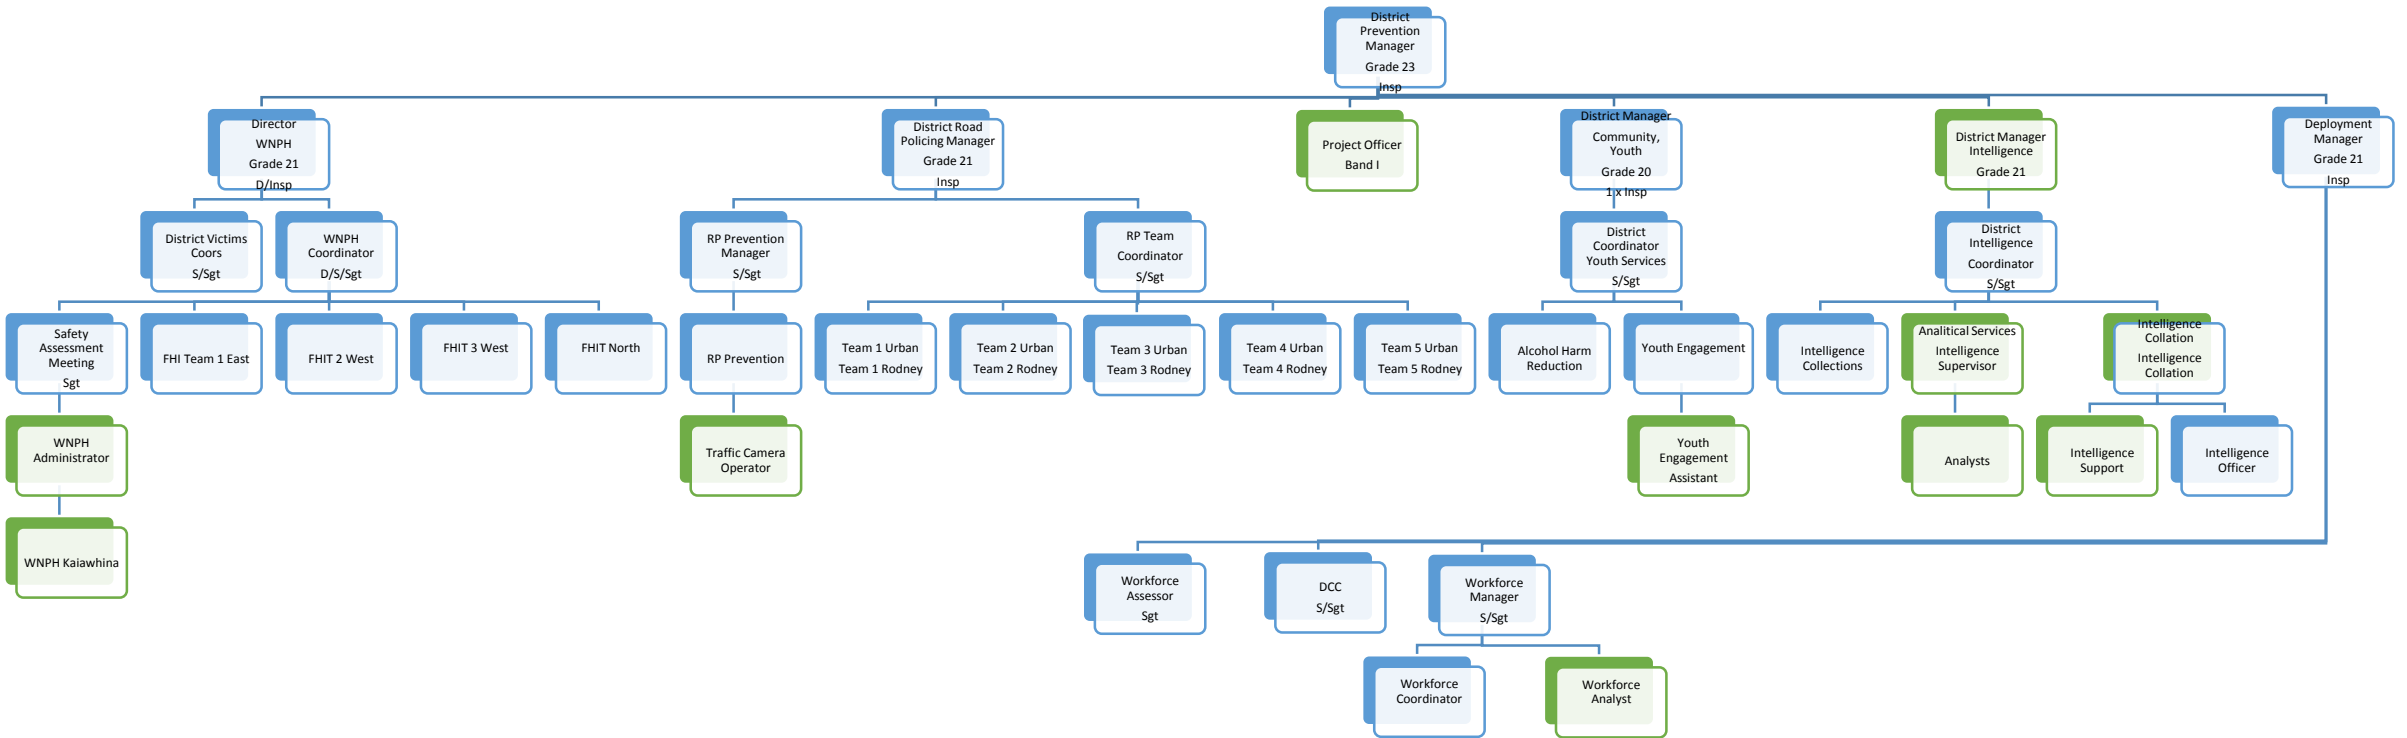 District
Prevention
Manager
Grade 23
Insp
Director
WNPH
Grade 21
D/Insp
District Road
Policing Manager
Grade 21
Insp
Project Officer
Band I
District Manager
Community,
Youth
Grade 20
1 x Insp
District Manager
Intelligence
Grade 21
Deployment
Manager
Grade 21
Insp
District Victims
Coors
S/Sgt
WNPH
Coordinator
D/S/Sgt
RP Prevention
Manager
S/Sgt
RP Team
Coordinator
S/Sgt
District
Coordinator
Youth Services
S/Sgt
District
Intelligence
Coordinator
S/Sgt
Safety
Assessment
Meeting
Sgt
FHI Team 1 East
FHIT 2 West
FHIT 3 West
FHIT North
RP Prevention
Team 1 Urban
Team 1 Rodney
Team 2 Urban
Team 2 Rodney
Team 3 Urban
Team 3 Rodney
Team 4 Urban
Team 4 Rodney
Team 5 Urban
Team 5 Rodney
Alcohol Harm
Reduction
Youth Engagement
Intelligence
Collections
Analitical Services
Intelligence
Supervisor
Intelligence
Collation
Intelligence
Collation
WNPH
Administrator
Traffic Camera
Operator
Youth
Engagement
Assistant
Analysts
Intelligence
Support
Intelligence
Officer
WNPH Kaiawhina
Workforce
Assessor
Sgt
DCC
S/Sgt
Workforce
Manager
S/Sgt
Workforce
Coordinator
Workforce
Analyst